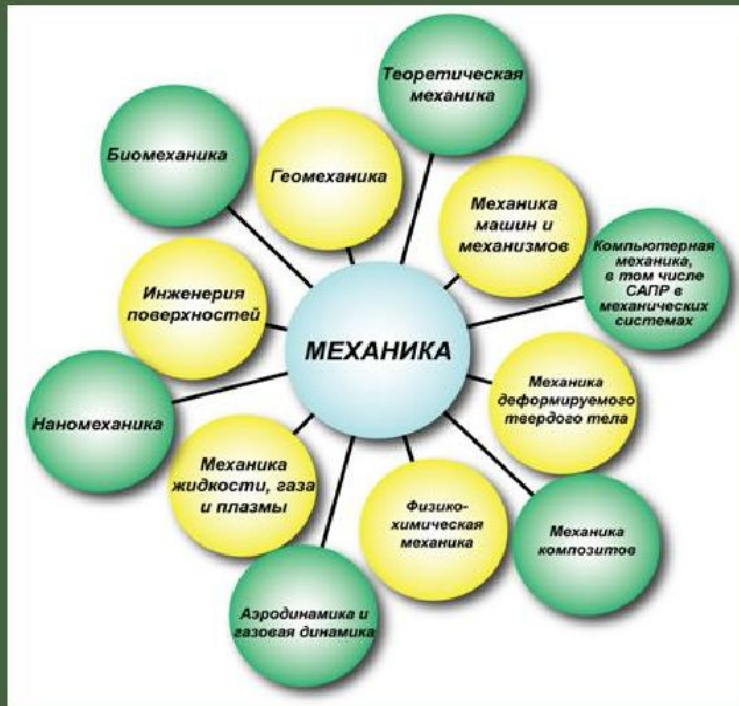 Теоретическая
механика
Биомеханика
Геомеханика
Механика
машин и
механизмов
Компьютерная
механика,
в том числе
САПР в
механических
системах
Инженерия
поверхностей
МЕХАНИКА
Механика
деформируемого
твердого тела
Наномеханика
Механика
жидкости, газа
и плазмы
Физико-
химическая
механика
Механика
композитов
Аэродинамика и
газовая динамика